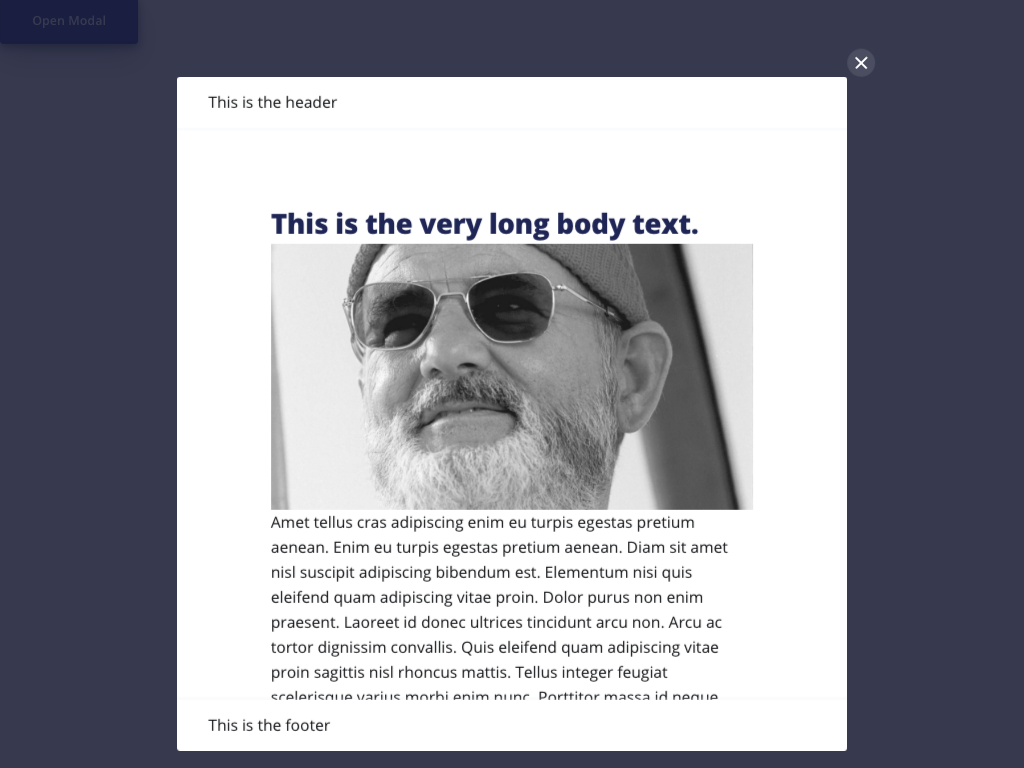 Open Modal
This is the header
This is the very long body text.
Amet tellus cras adipiscing enim eu turpis egestas pretium
aenean. Enim eu turpis egestas pretium aenean. Diam sit amet
nisl suscipit adipiscing bibendum est. Elementum nisi quis
eleifend quam adipiscing vitae proin. Dolor purus non enim
praesent. Laoreet id donec ultrices tincidunt arcu non. Arcu ac
tortor dignissim convallis. Quis eleifend quam adipiscing vitae
proin sagittis nisl rhoncus mattis. Tellus integer feugiat
scelerisque varius morbi enim nunc. Porttitor massa id neque
This is the footer